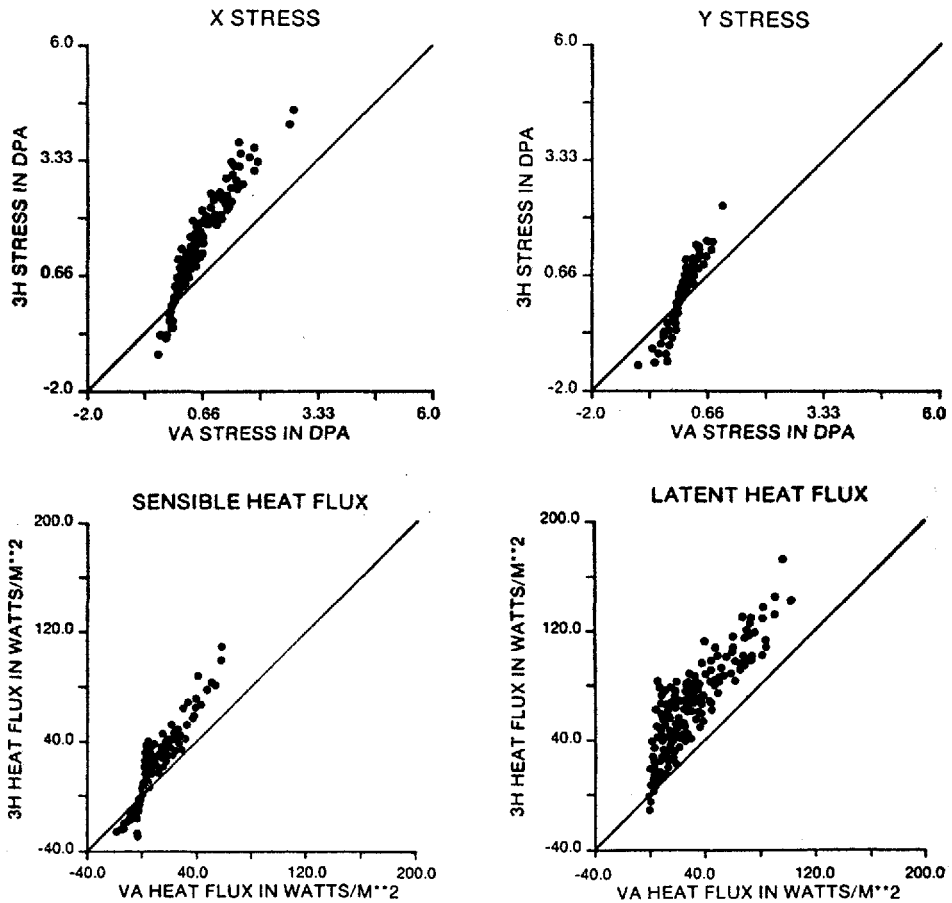 X STRESS
3H STRESS IN DPA
6.0
3.33
0.66
-2.0
-2.0 0.66 3.33 6.0
VA STRESS IN DPA
Y STRESS
3H STRESS IN DPA
6.0
3.33
0.66
-2.0
-2.0 0.66 3.33 6.0
VA STRESS IN DPA
SENSIBLE HEAT FLUX
3H HEAT FLUX IN WATTS/M**2
200.0
120.0
40.0
-40.0
-40.0 40.0 120.0 200.0
VA HEAT FLUX IN WATTS/M**2
LATENT HEAT FLUX
3H HEAT FLUX IN WATTS/M**2
200.0
120.0
40.0
-40.0
-40.0 40.0 120.0 200.0
VA HEAT FLUX IN WATTS/M**2